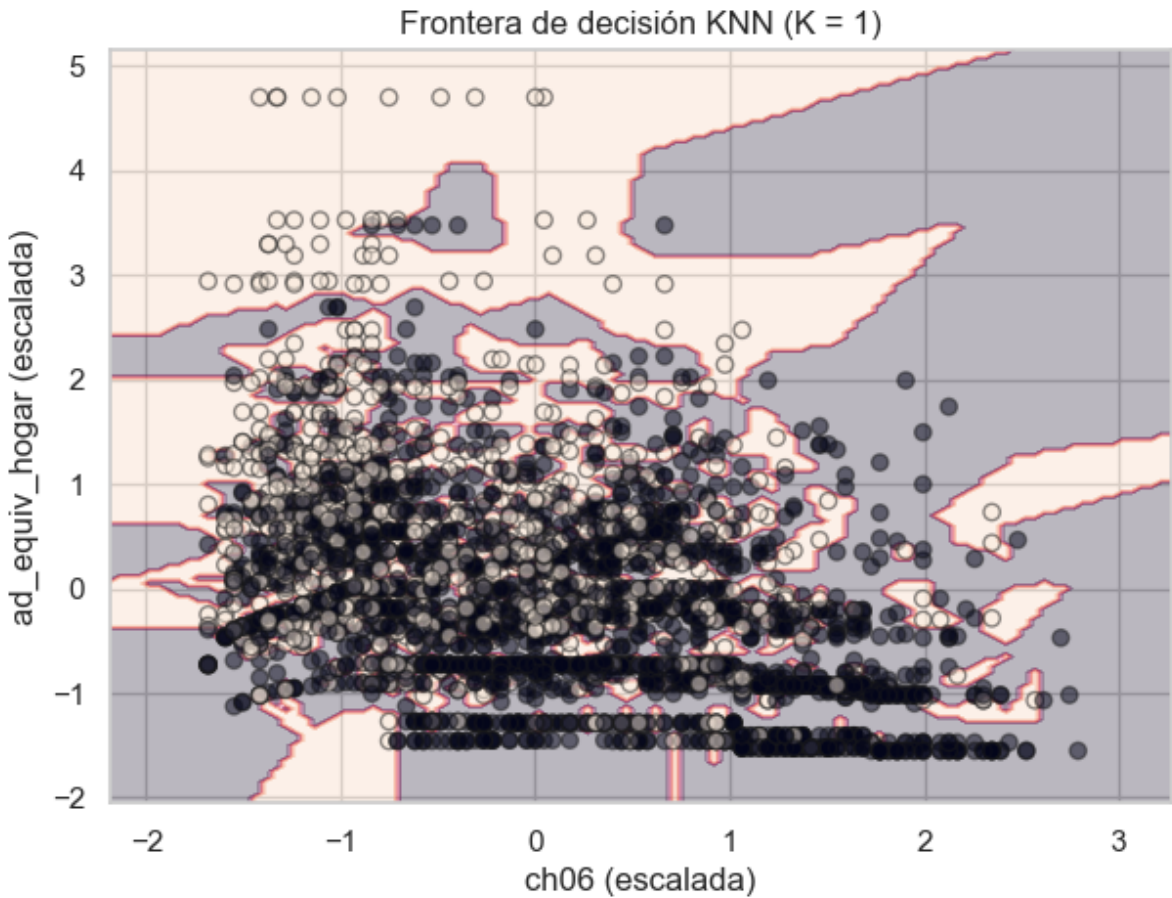 Frontera de decisión KNN (K = 1)
ad_equiv_hogar (escalada)
5
4
3
2
1
0
−1
−2
−2 −1 0 1 2 3
ch06 (escalada)